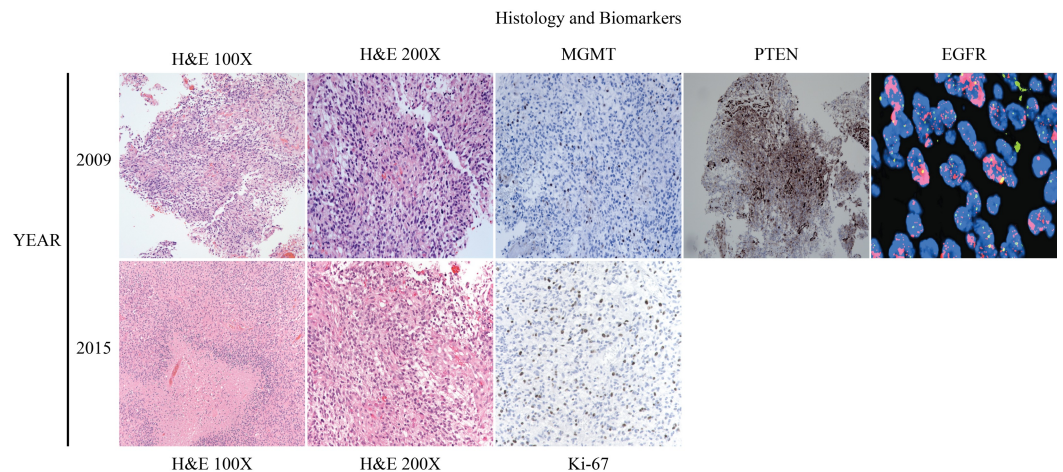 Histology and Biomarkers
H&E 100X H&E 200X MGMT PTEN EGFR
2009
YEAR
2015
H&E 100X H&E 200X Ki-67